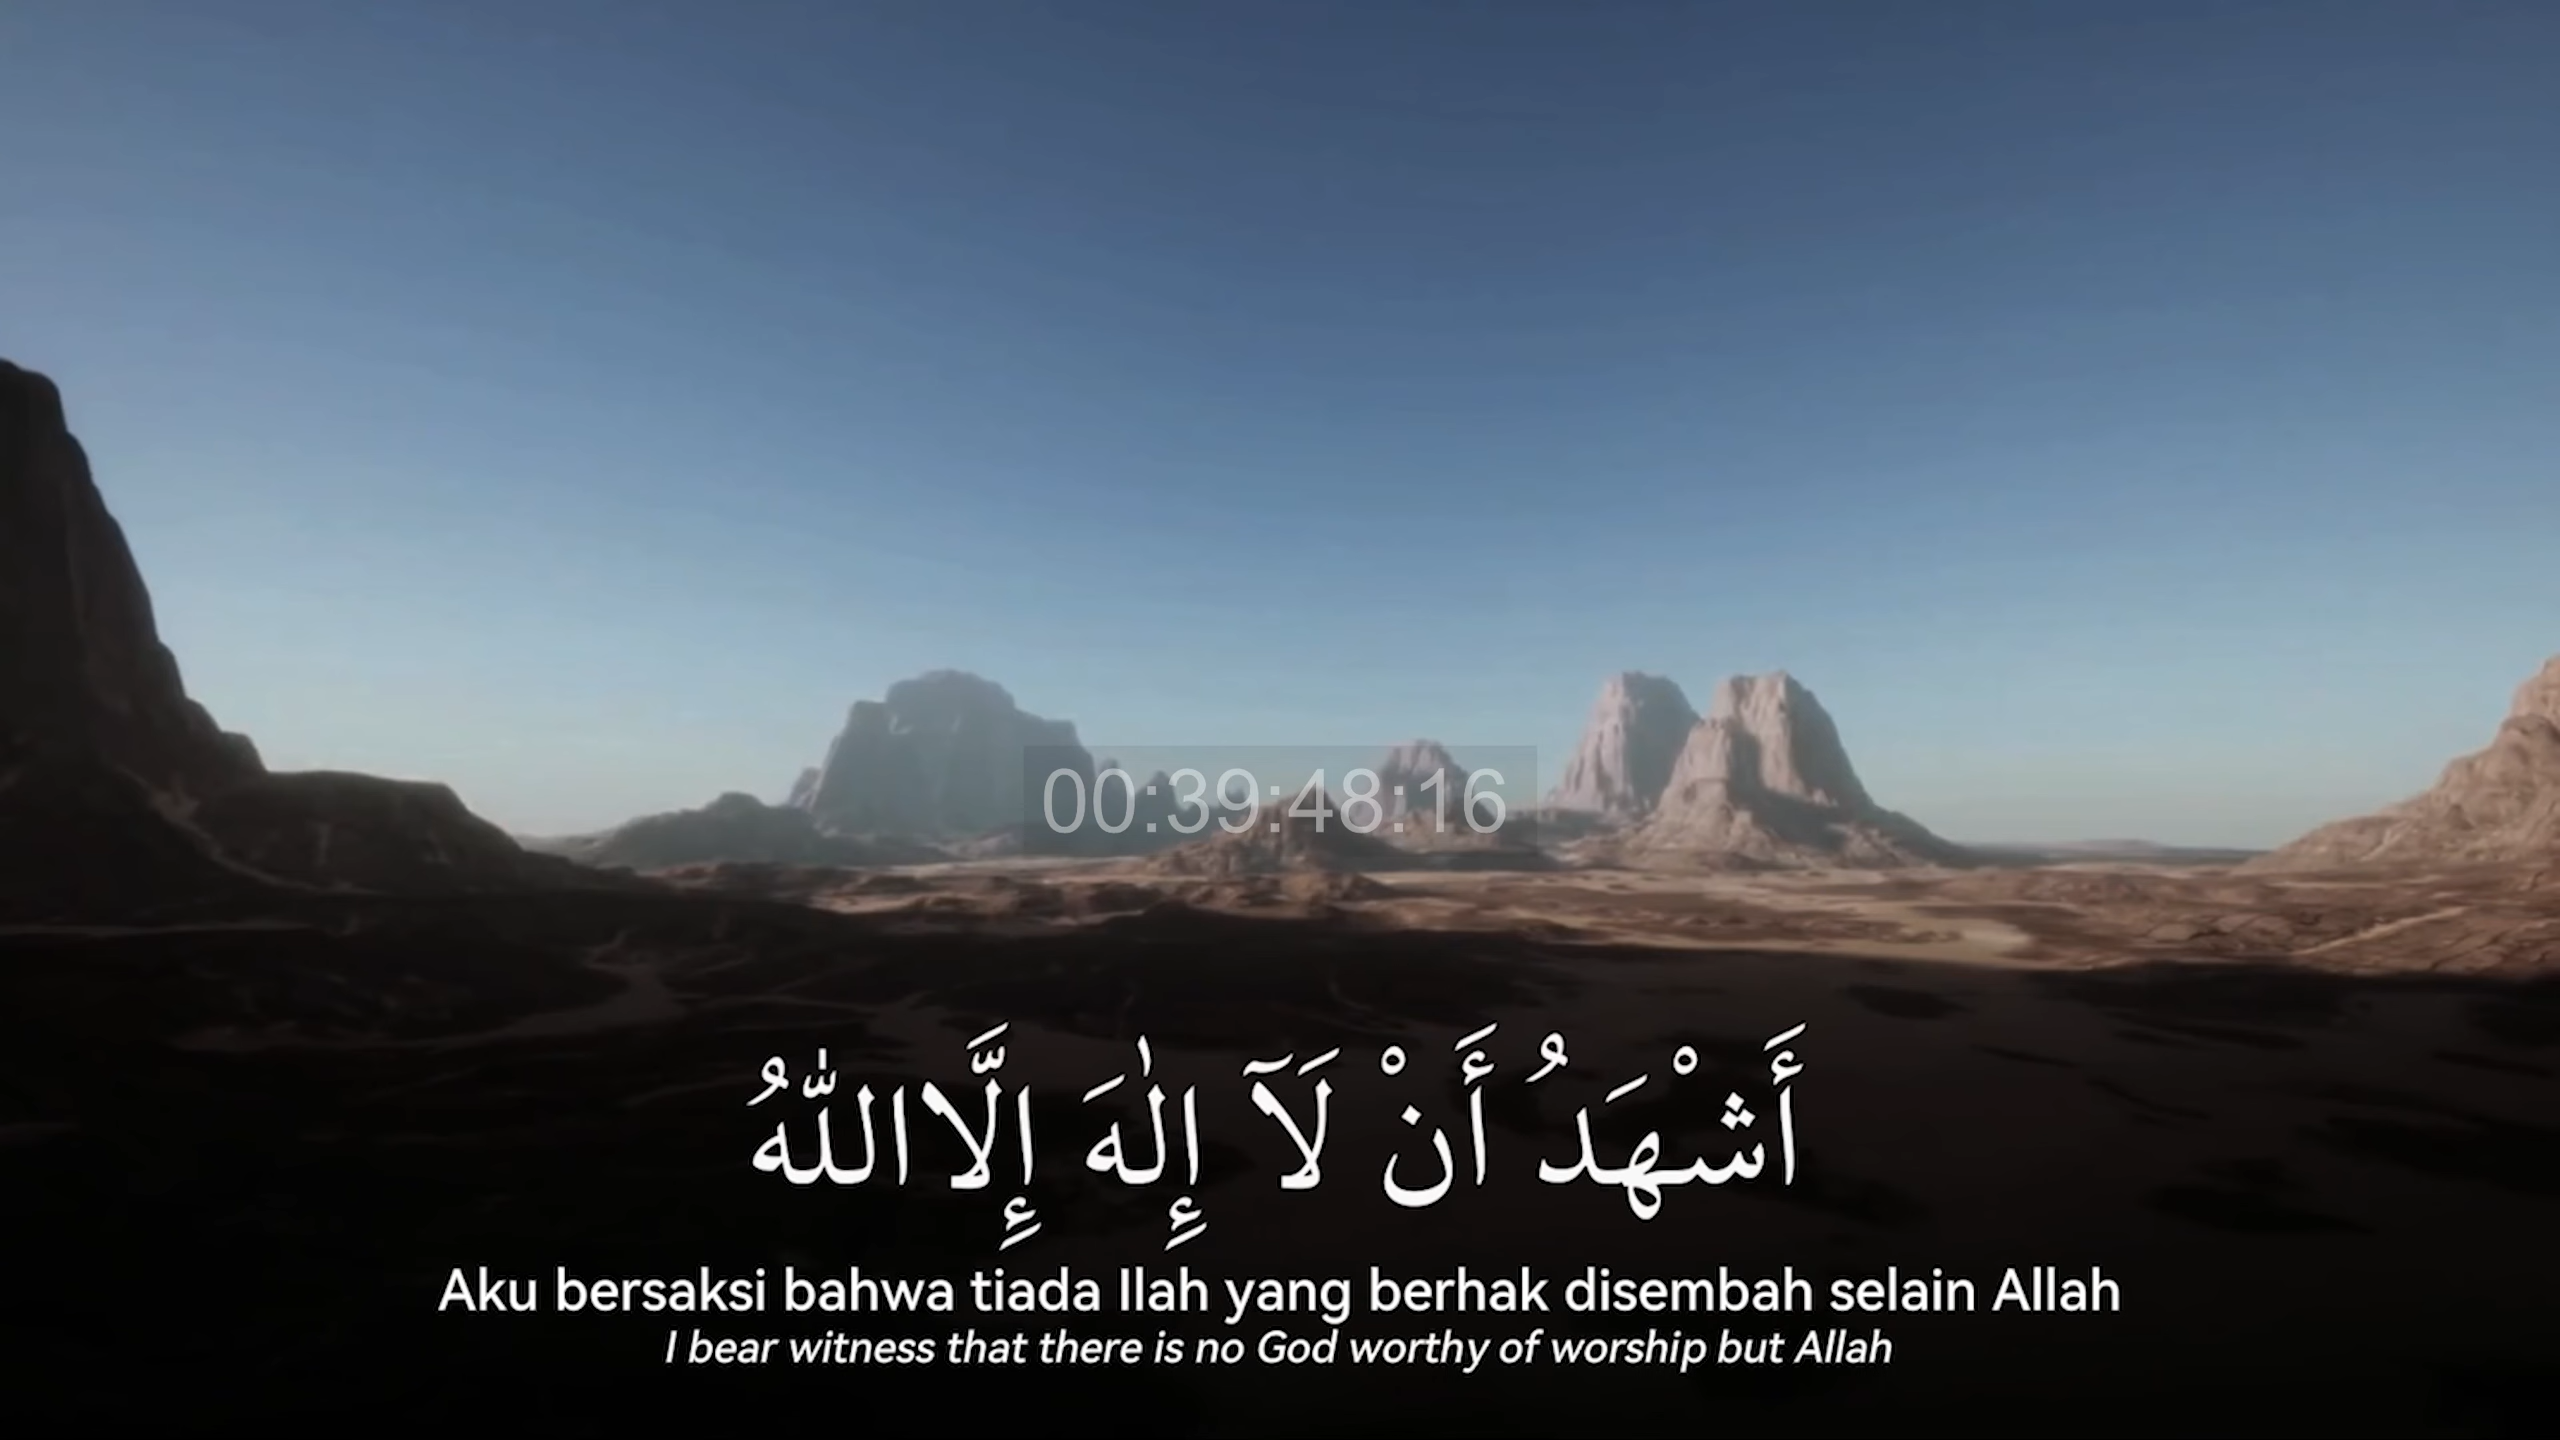 00:39:48:16
أَشْهَدُ أَنْ لَآ إِلٰهَ إِلَّااللّٰهُ
Aku bersaksi bahwa tiada Ilah yang berhak disembah selain Allah
I bear witness that there is no God worthy of worship but Allah